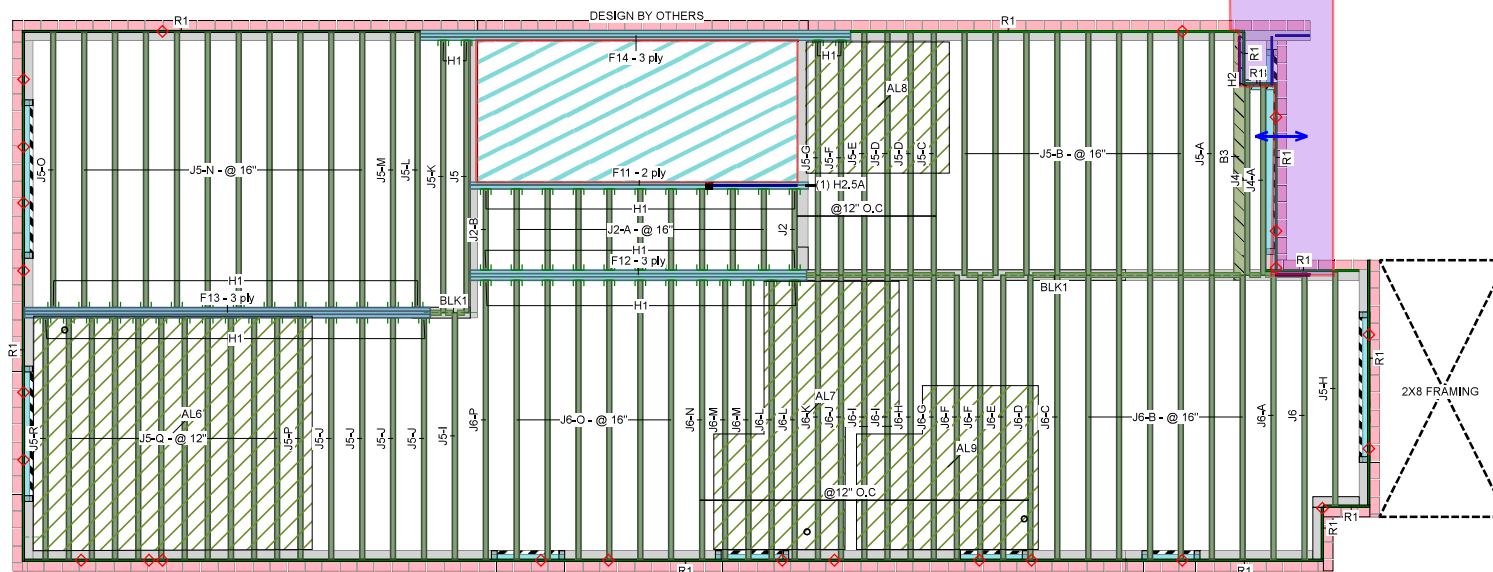 DESIGN BY OTHERS
R1
R1
F14 - 3 ply
H1
H1
AL8
R1
R1
H2
J5-O
J5-N - @ 16"
J5-M
J5-L
J5-K
J5
J5-G
J5-F
J5-E
J5-D
J5-D
J5-C
J5-B - @ 16"
J5-A
B3
J4
J4-A
R1
F11 - 2 ply
(1) H2.5A
H1
@12" O.C
J2-B
J2-A - @ 16"
J2
H1
F12 - 3 ply
R1
H1
F13 - 3 ply
BLK1
H1
BLK1
H1
R1
R1
2X8 FRAMING
J5-R
AL6
J5-Q - @ 12"
J5-P
J5-J
J5-J
J5-J
J5-J
J5-I
J6-P
J6-O - @ 16"
J6-N
J6-M
J6-M
J6-L
J6-L
AL7
J6-K
J6-J
J6-I
J6-I
J6-H
J6-G
J6-F
J6-F
J6-E
J6-D
J6-C
J6-B - @ 16"
J6-A
J6
J5-H
AL9
@12" O.C
R1
R1
R1
R1